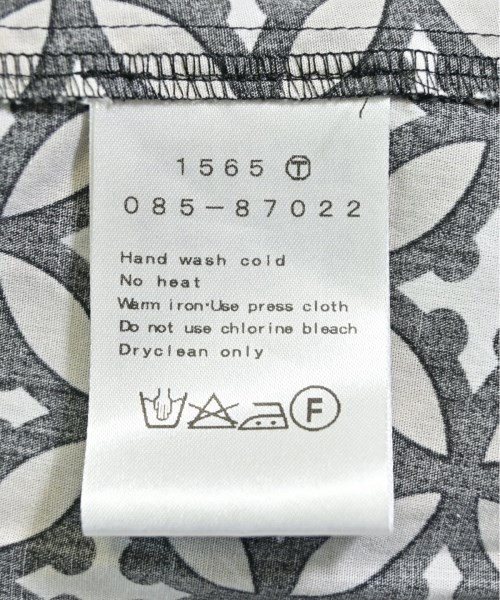 1565 Ⓣ
085-87022
Hand wash cold
No heat
Warm iron·Use press cloth
Do not use chlorine bleach
Dryclean only
F